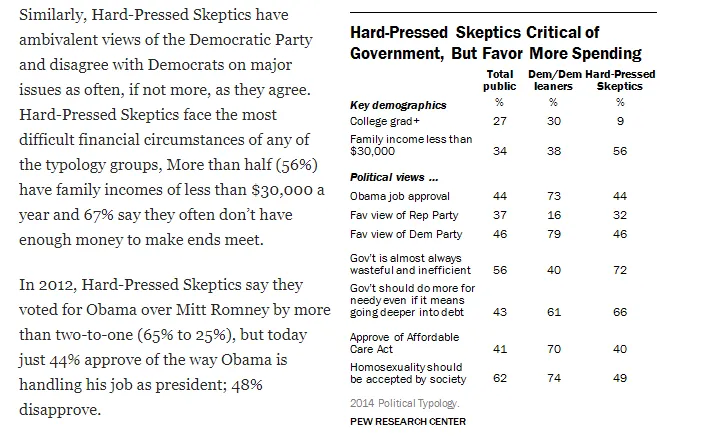 Similarly, Hard-Pressed Skeptics have
ambivalent views of the Democratic Party
and disagree with Democrats on major
issues as often, if not more, as they agree.
Hard-Pressed Skeptics face the most
difficult financial circumstances of any of
the typology groups, More than half (56%)
have family incomes of less than $30,000 a
year and 67% say they often don't have
enough money to make ends meet.
In 2012, Hard-Pressed Skeptics say they
voted for Obama over Mitt Romney by more
than two-to-one (65% to 25%), but today
just 44% approve of the way Obama is
handling his job as president; 48%
disapprove.
Hard-Pressed Skeptics Critical of
Government, But Favor More Spending
Total Dem/Dem Hard-Pressed
public leaners Skeptics
Key demographics % % %
College grad+ 27 30 9
Family income less than
$30,000 34 38 56
Political views ...
Obama job approval 44 73 44
Fav view of Rep Party 37 16 32
Fav view of Dem Party 46 79 46
Gov't is almost always
wasteful and inefficient 56 40 72
Gov't should do more for
needy even if it means
going deeper into debt 43 61 66
Approve of Affordable
Care Act 41 70 40
Homosexuality should
be accepted by society 62 74 49
2014 Political Typology.
PEW RESEARCH CENTER